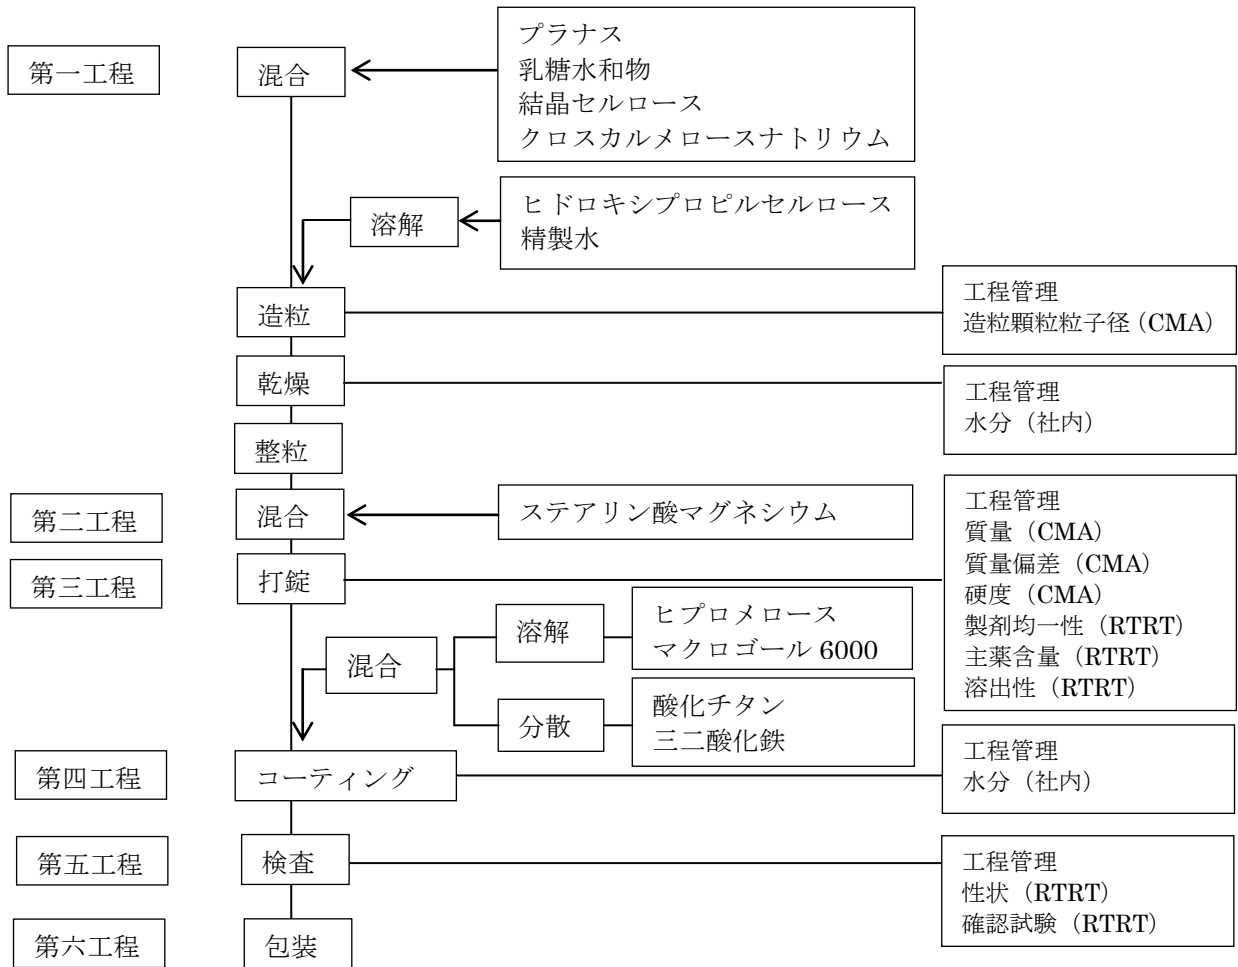 プラナス
乳糖水和物
結晶セルロース
クロスカルメロースナトリウム
第一工程
混合
ヒドロキシプロピルセルロース
精製水
溶解
造粒
工程管理
造粒顆粒粒子径（CMA）
乾燥
工程管理
水分（社内）
整粒
第二工程
混合
ステアリン酸マグネシウム
第三工程
打錠
工程管理
質量（CMA）
質量偏差（CMA）
硬度（CMA）
製剤均一性（RTRT）
主薬含量（RTRT）
溶出性（RTRT）
混合
溶解
ヒプロメロース
マクロゴール 6000
分散
酸化チタン
三二酸化鉄
第四工程
コーティング
工程管理
水分（社内）
第五工程
検査
工程管理
性状（RTRT）
確認試験（RTRT）
第六工程
包装